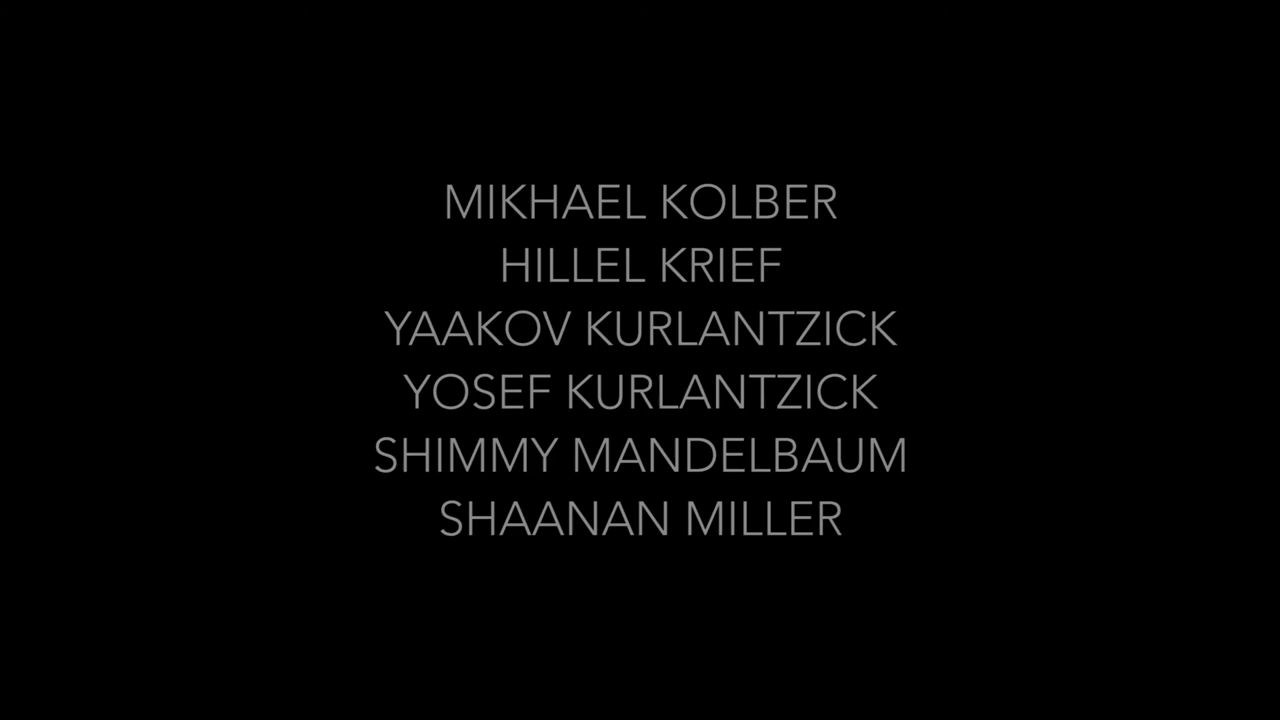 MIKHAEL KOLBER
HILLEL KRIEF
YAAKOV KURLANTZICK
YOSEF KURLANTZICK
SHIMMY MANDELBAUM
SHAANAN MILLER